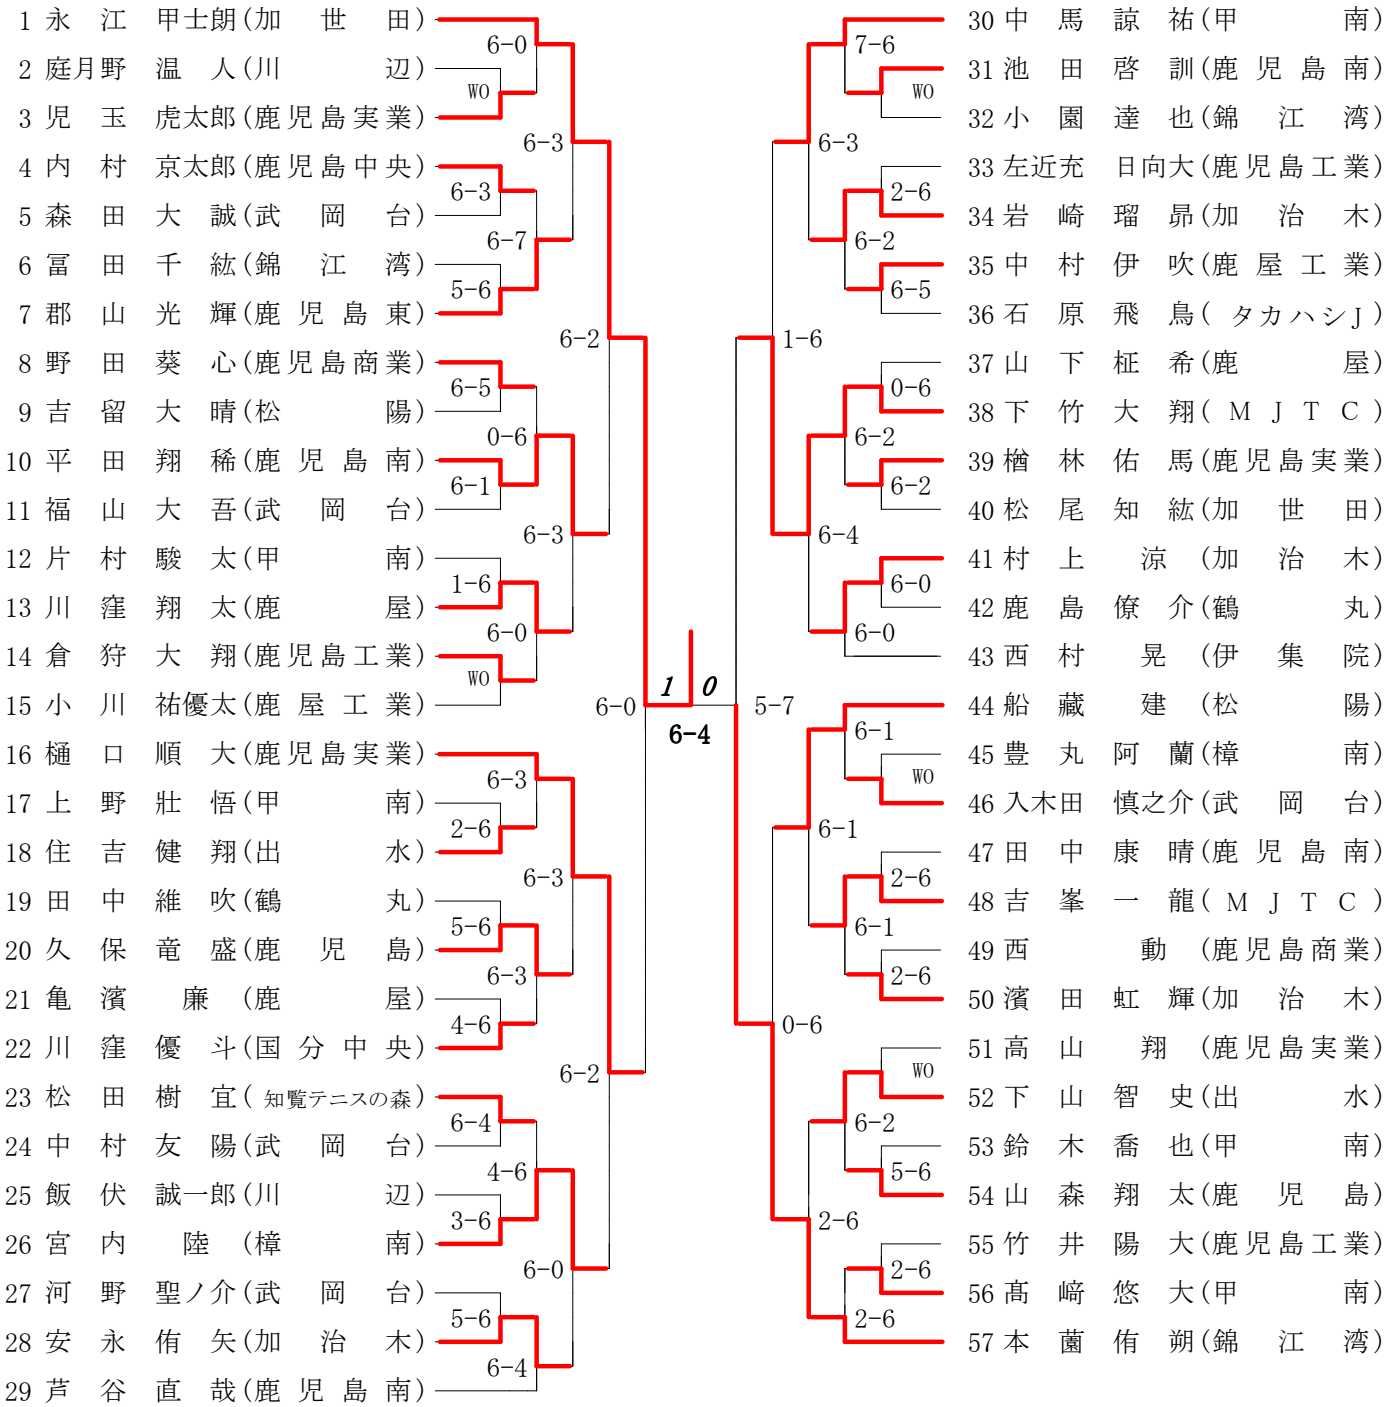 1 永江 甲士朗(加世田)
6-0
2 庭月野 温人(川辺)
WO
3 児玉 虎太郎(鹿児島実業)
6-3
4 内村 京太郎(鹿児島中央)
6-3
5 森田 大誠(武岡台)
6-7
6 冨田 千紘(錦江湾)
5-6
7 郡山 光輝(鹿児島東)
6-2
8 野田 葵心(鹿児島商業)
6-5
9 吉留 大晴(松陽)
0-6
10 平田 翔稀(鹿児島南)
6-1
11 福山 大吾(武岡台)
6-3
12 片村 駿太(甲南)
1-6
13 川窪 翔太(鹿屋)
6-0
14 倉狩 大翔(鹿児島工業)
WO
15 小川 祐優太(鹿屋工業)
6-0
16 樋口 順大(鹿児島実業)
6-3
17 上野 壯悟(甲南)
2-6
18 住吉 健翔(出水)
6-3
19 田中 維吹(鶴丸)
5-6
20 久保 竜盛(鹿児島)
6-3
21 亀濱 廉(鹿屋)
4-6
22 川窪 優斗(国分中央)
6-2
23 松田 樹宜(知覧テニスの森)
6-4
24 中村 友陽(武岡台)
4-6
25 飯伏 誠一郎(川辺)
3-6
26 宮内 陸(樟南)
6-0
27 河野 聖ノ介(武岡台)
5-6
28 安永 侑矢(加治木)
6-4
29 芦谷 直哉(鹿児島南)
1 0
6-4
30 中馬 諒祐(甲南)
7-6
31 池田 啓訓(鹿児島南)
WO
32 小園 達也(錦江湾)
6-3
33 左近充 日向大(鹿児島工業)
2-6
34 岩崎 瑠昴(加治木)
6-2
35 中村 伊吹(鹿屋工業)
6-5
36 石原 飛鳥(タカハシJ)
1-6
37 山下 柾希(鹿屋)
0-6
38 下竹 大翔(MJTC)
6-2
39 楢林 佑馬(鹿児島実業)
6-2
40 松尾 知紘(加世田)
6-4
41 村上 涼(加治木)
6-0
42 鹿島 僚介(鶴丸)
6-0
43 西村 晃(伊集院)
5-7
44 船藏 建(松陽)
6-1
45 豊丸 阿蘭(樟南)
WO
46 入木田 慎之介(武岡台)
6-1
47 田中 康晴(鹿児島南)
2-6
48 吉峯 一龍(MJTC)
6-1
49 西 動(鹿児島商業)
2-6
50 濱田 虹輝(加治木)
0-6
51 高山 翔(鹿児島実業)
WO
52 下山 智史(出水)
6-2
53 鈴木 喬也(甲南)
5-6
54 山森 翔太(鹿児島)
2-6
55 竹井 陽大(鹿児島工業)
2-6
56 髙﨑 悠大(甲南)
2-6
57 本薗 侑朔(錦江湾)